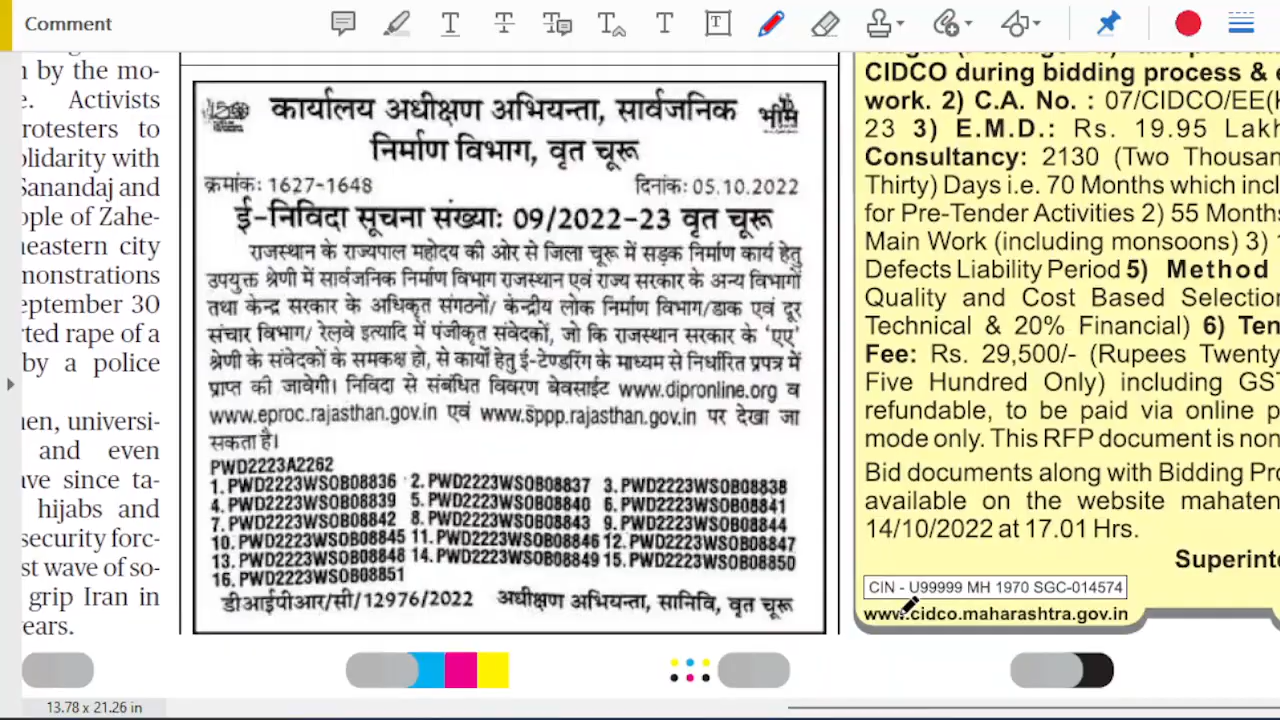 Comment
n by the mo-
e. Activists
rotesters to
olidarity with
Sanandaj and
ople of Zahe-
heastern city
monstrations
eptember 30
rted rape of a
by a police
nen, universi-
and even
ave since ta-
hijabs and
security forc-
st wave of so-
grip Iran in
ears.
कार्यालय अधीक्षण अभियन्ता, सार्वजनिक
निर्माण विभाग, वृत चूरू
क्रमांक: 1627-1648 दिनांक: 05.10.2022
ई-निविदा सूचना संख्या: 09/2022-23 वृत चूरू
राजस्थान के राज्यपाल महोदय की ओर से जिला चूरू में सड़क निर्माण कार्य हेतु
उपयुक्त श्रेणी में सार्वजनिक निर्माण विभाग राजस्थान एवं राज्य सरकार के अन्य विभागों
तथा केन्द्र सरकार के अधिकृत संगठनों/ केन्द्रीय लोक निर्माण विभाग/डाक एवं दूर
संचार विभाग/ रेलवे इत्यादि में पंजीकृत संवेदकों, जो कि राजस्थान सरकार के 'एए'
श्रेणी के संवेदकों के समकक्ष हो, से कार्यो हेतु ई-टेण्डरिंग के माध्यम से निर्धारित प्रपत्र में
प्राप्त की जावेगी। निविदा से संबंधित विवरण बेवसाईट www.dipronline.org व
www.eproc.rajasthan.gov.in एवं www.sppp.rajasthan.gov.in पर देखा जा
सकता है।
PWD2223A2262
1. PWD2223WSOB08836 2. PWD2223WSOB08837 3. PWD2223WSOB08838
4. PWD2223WSOB08839 5. PWD2223WSOB08840 6. PWD2223WSOB08841
7. PWD2223WSOB08842 8. PWD2223WSOB08843 9. PWD2223WSOB08844
10. PWD2223WSOB08845 11. PWD2223WSOB08846 12. PWD2223WSOB08847
13. PWD2223WSOB08848 14. PWD2223WSOB08849 15. PWD2223WSOB08850
16. PWD2223WSOB08851
डीआईपीआर/सी/12976/2022 अधीक्षण अभियन्ता, सानिवि, वृत चूरू
CIDCO during bidding process &
work. 2) C.A. No. : 07/CIDCO/EE(
23 3) E.M.D.: Rs. 19.95 Lakh
Consultancy: 2130 (Two Thousan
Thirty) Days i.e. 70 Months which incl
for Pre-Tender Activities 2) 55 Months
Main Work (including monsoons) 3)
Defects Liability Period 5) Method
Quality and Cost Based Selection
Technical & 20% Financial) 6) Ten
Fee: Rs. 29,500/- (Rupees Twenty
Five Hundred Only) including GST
refundable, to be paid via online p
mode only. This RFP document is non
Bid documents along with Bidding Pro
available on the website mahaten
14/10/2022 at 17.01 Hrs.
Superinte
CIN - U99999 MH 1970 SGC-014574
www.cidco.maharashtra.gov.in
13.78 x 21.26 in